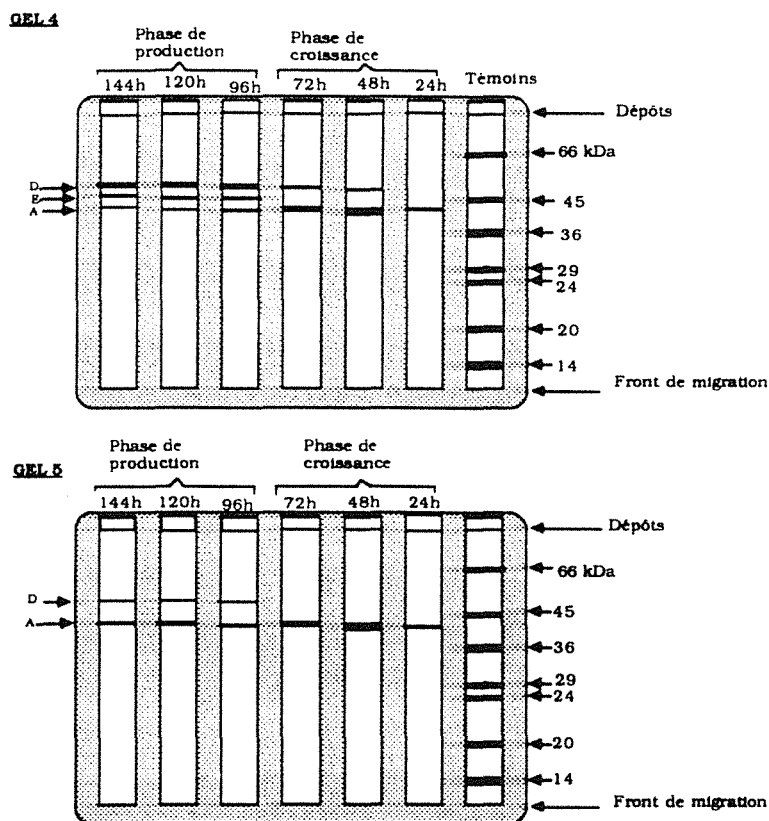 GEL 4
Phase de
production
Phase de
croissance
144h 120h 96h 72h 48h 24h Témoins
Dépôts
66 kDa
D
E
45
A
36
29
24
20
14
Front de migration
GEL 5
Phase de
production
Phase de
croissance
144h 120h 96h 72h 48h 24h
Dépôts
66 kDa
D
45
A
36
29
24
20
14
Front de migration